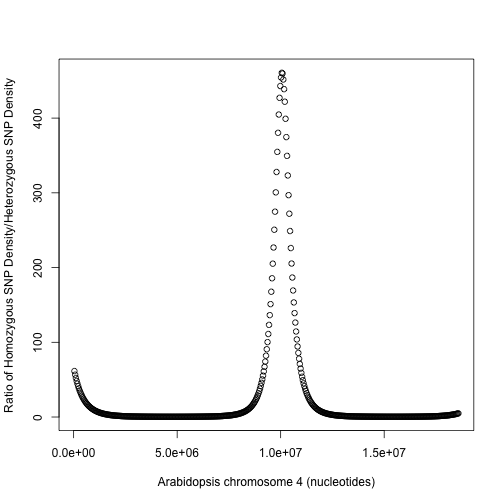 Ratio of Homozygous SNP Density/Heterozygous SNP Density
400
300
200
100
0
0.0e+00 5.0e+06 1.0e+07 1.5e+07
Arabidopsis chromosome 4 (nucleotides)